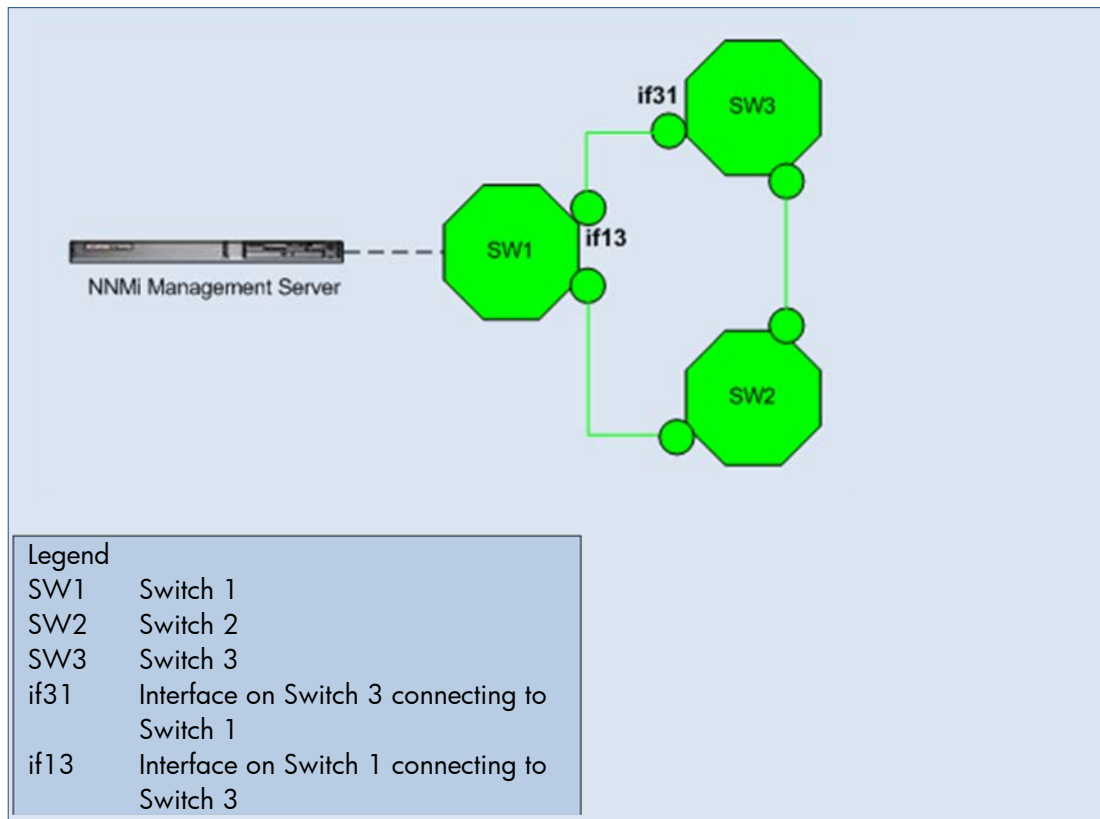 if31
SW3
SW1
if13
NNMi Management Server
SW2
Legend
SW1 Switch 1
SW2 Switch 2
SW3 Switch 3
if31 Interface on Switch 3 connecting to
Switch 1
if13 Interface on Switch 1 connecting to
Switch 3